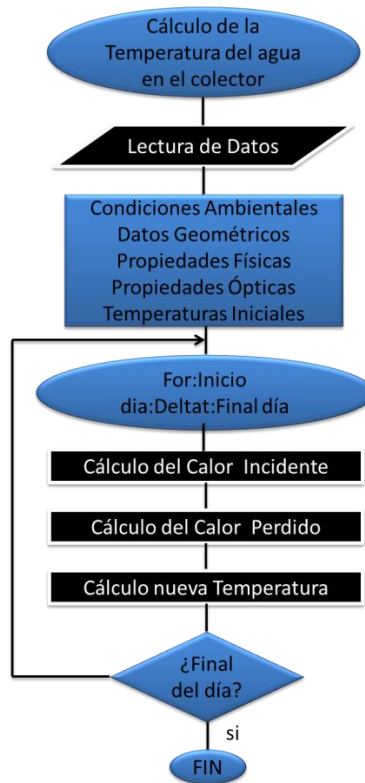 Cálculo de la
Temperatura del agua
en el colector
Lectura de Datos
Condiciones Ambientales
Datos Geométricos
Propiedades Físicas
Propiedades Ópticas
Temperaturas Iniciales
For:Inicio
dia:Deltat:Final día
Cálculo del Calor Incidente
Cálculo del Calor Perdido
Cálculo nueva Temperatura
¿Final
del día?
si
FIN